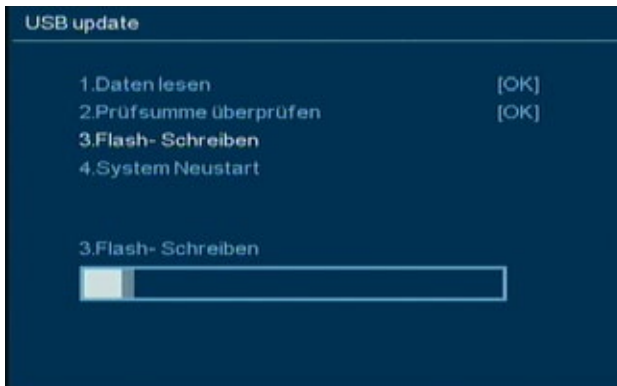 USB update
1.Daten lesen [OK]
2.Prüfsumme überprüfen [OK]
3.Flash- Schreiben
4.System Neustart
3.Flash- Schreiben